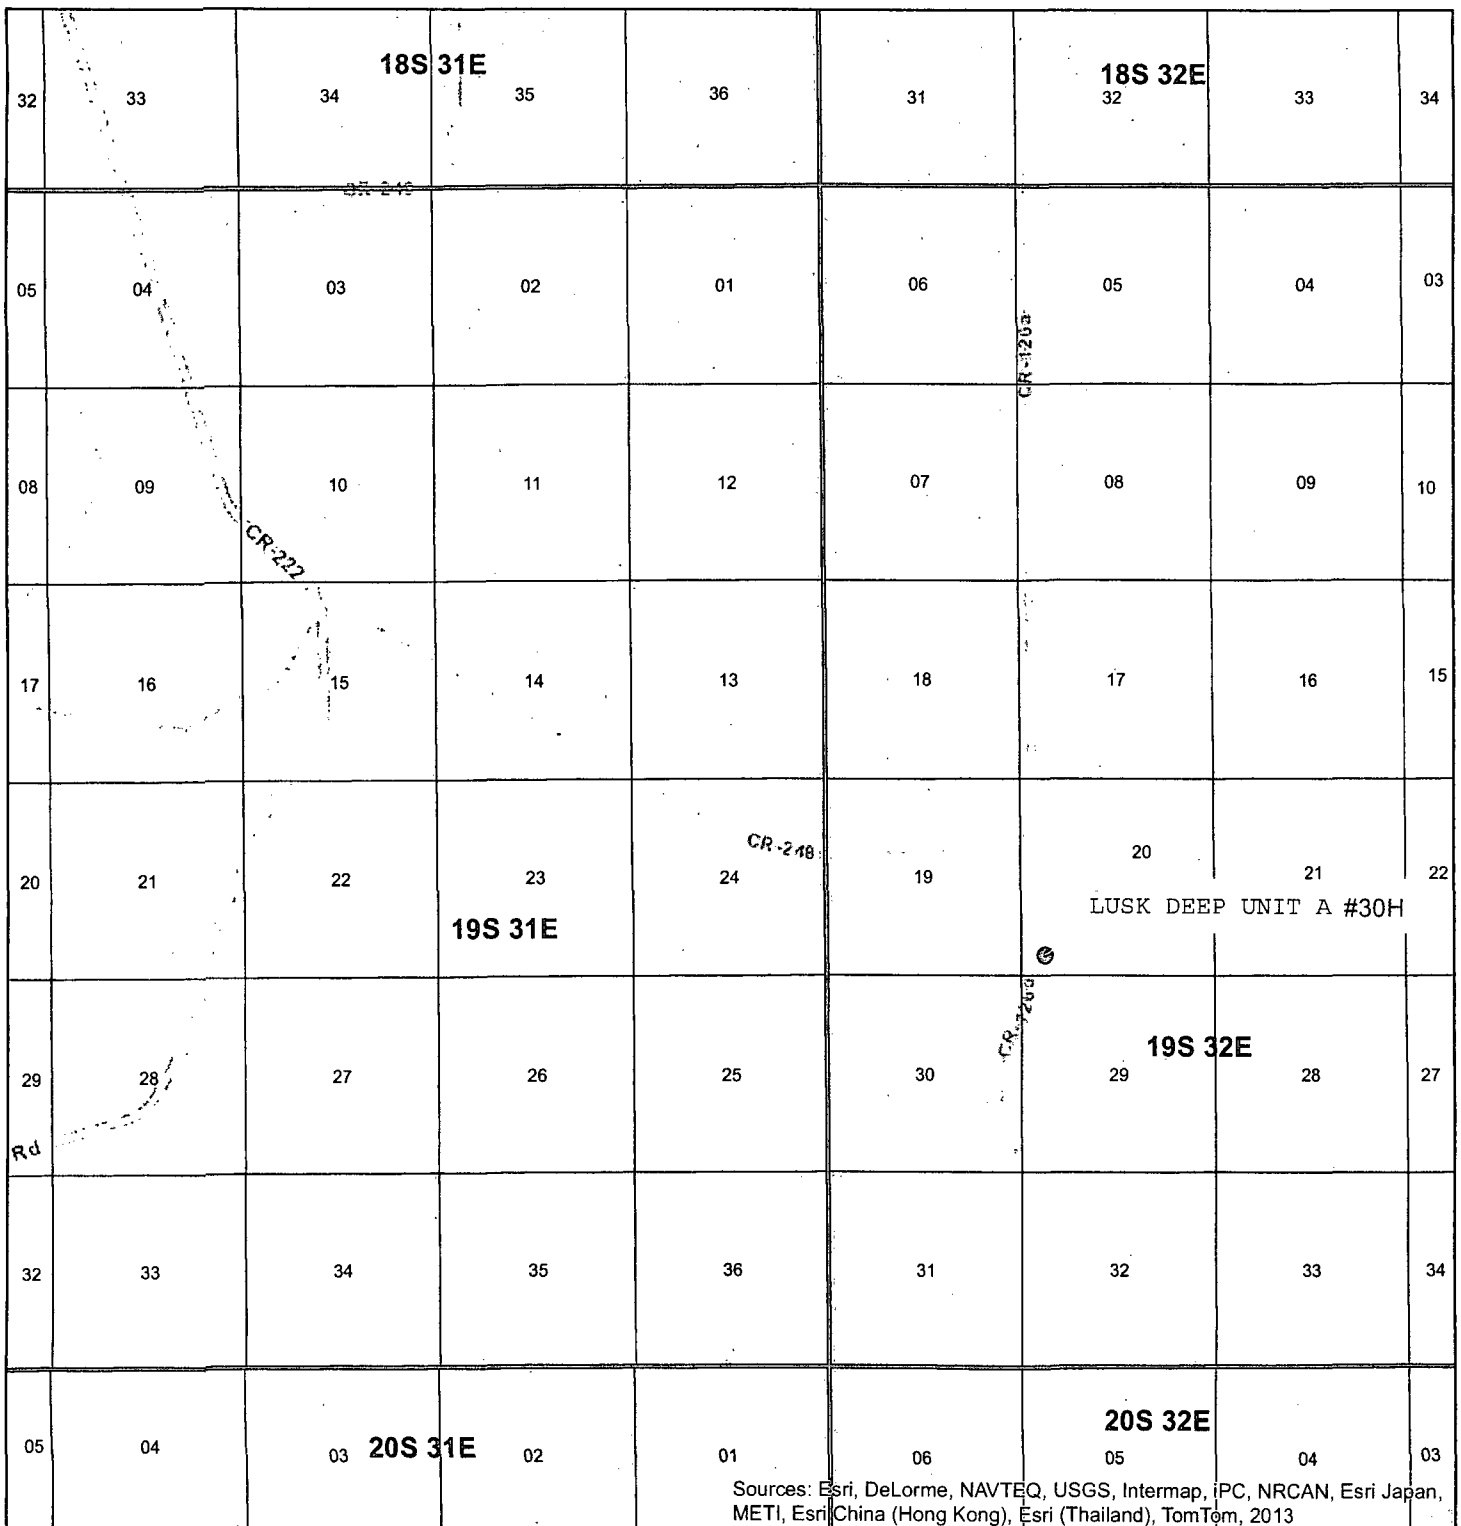 18S 31E
18S 32E
32 33 34 35 36 31 32 33 34
05 04 03 02 01 06 05 04 03
CR-126a
08 09 10 11 12 07 08 09 10
CR-222
17 16 15 14 13 18 17 16 15
CR-248
20 21 22 23 24 19 20 21 22
LUSK DEEP UNIT A #30H
19S 31E
19S 32E
29 28 27 26 25 30 29 28 27
Rd
32 33 34 35 36 31 32 33 34
20S 31E
20S 32E
05 04 03 02 01 06 05 04 03
Sources: Esri, DeLorme, NAVTEQ, USGS, Intermap, iPC, NRCAN, Esri Japan,
METI, Esri China (Hong Kong), Esri (Thailand), TomTom, 2013